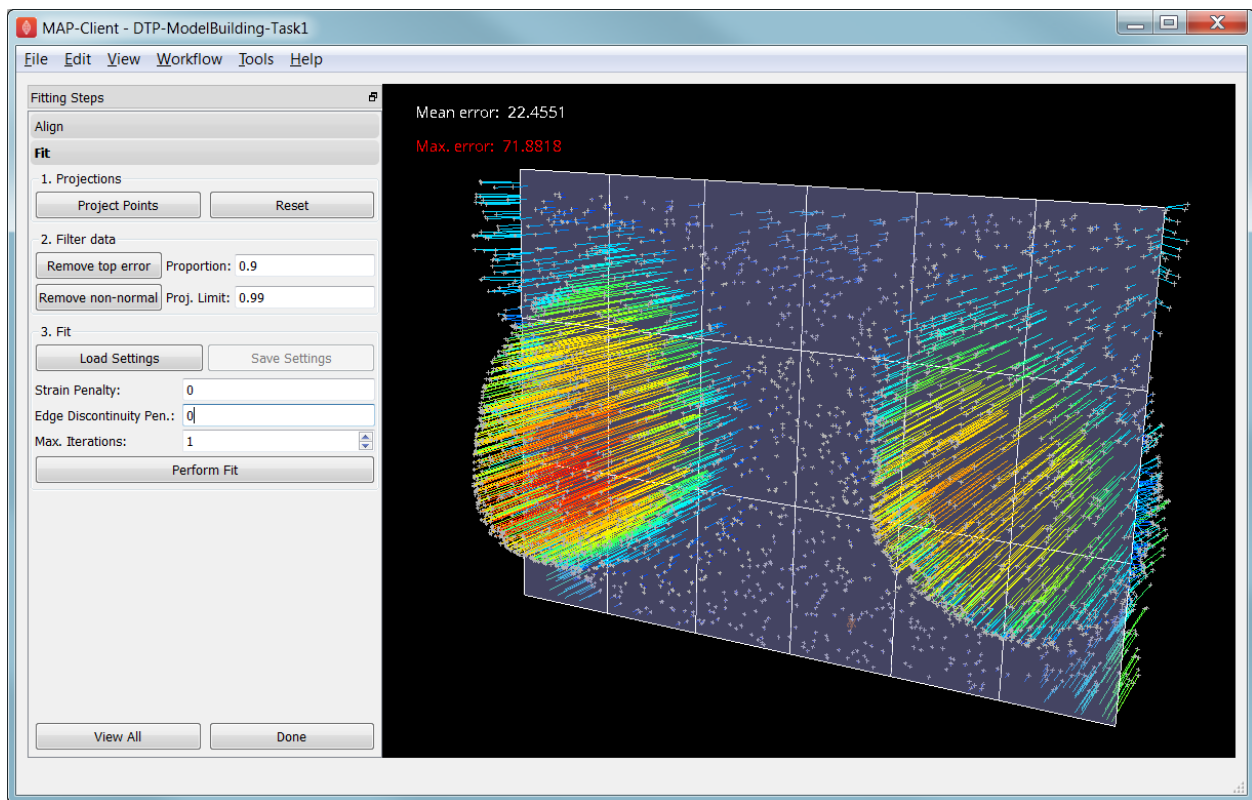 MAP-Client - DTP-ModelBuilding-Task1
File Edit View Workflow Tools Help
Fitting Steps
Align
Fit
1. Projections
Project Points Reset
2. Filter data
Remove top error Proportion: 0.9
Remove non-normal Proj. Limit: 0.99
3. Fit
Load Settings Save Settings
Strain Penalty: 0
Edge Discontinuity Pen.: 0
Max. Iterations: 1
Perform Fit
View All Done
Mean error: 22.4551
Max. error: 71.8818